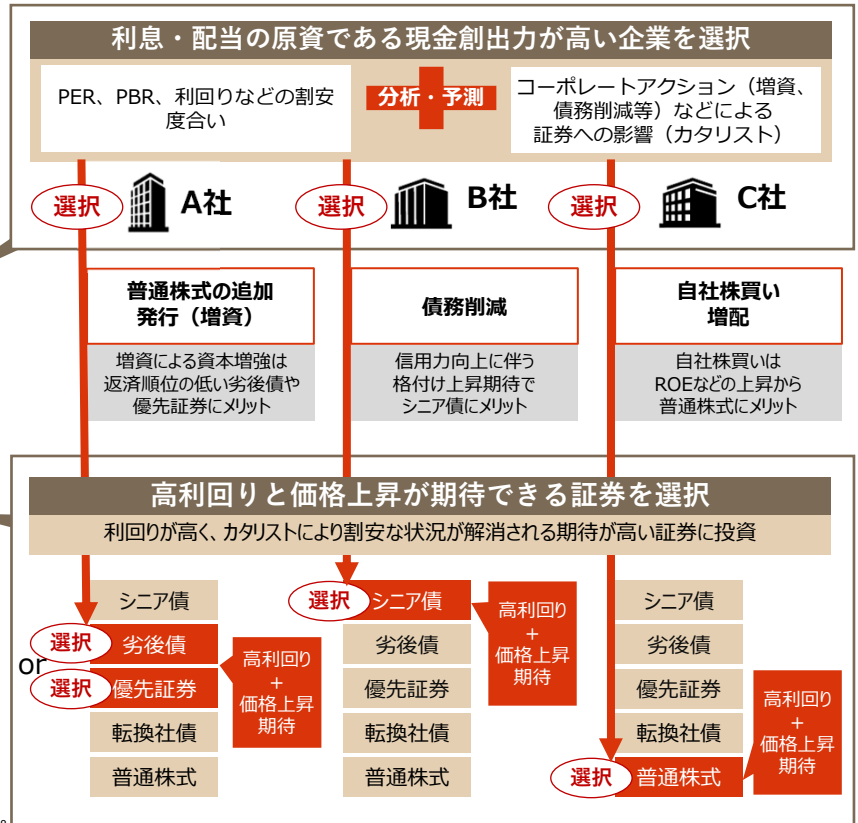 利息・配当の原資である現金創出力が高い企業を選択
PER、PBR、利回りなどの割安
度合い
分析・予測
コーポレートアクション（増資、
債務削減等）などによる
証券への影響（カタリスト）
選択
A社
選択
B社
選択
C社
普通株式の追加
発行（増資）
増資による資本増強は
返済順位の低い劣後債や
優先証券にメリット
債務削減
信用力向上に伴う
格付け上昇期待で
シニア債にメリット
自社株買い
増配
自社株買いは
ROEなどの上昇から
普通株式にメリット
高利回りと価格上昇が期待できる証券を選択
利回りが高く、カタリストにより割安な状況が解消される期待が高い証券に投資
シニア債
選択
劣後債
or
選択
優先証券
転換社債
普通株式
高利回り
+
価格上昇
期待
選択
シニア債
劣後債
優先証券
転換社債
普通株式
高利回り
+
価格上昇
期待
シニア債
劣後債
優先証券
転換社債
選択
普通株式
高利回り
+
価格上昇
期待